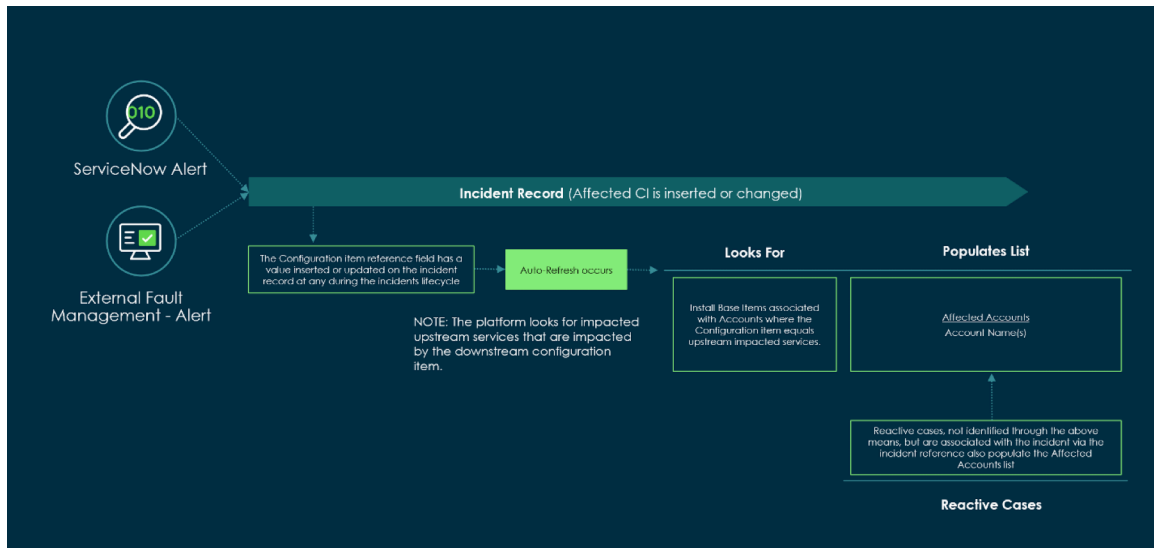 010
ServiceNow Alert
External Fault
Management - Alert
Incident Record (Affected CI is inserted or changed)
The Configuration item reference field has a
value inserted or updated on the incident
record at any during the incidents lifecycle
Auto-Refresh occurs
NOTE: The platform looks for impacted
upstream services that are impacted
by the downstream configuration
item.
Looks For
Install Base Items associated
with Accounts where the
Configuration item equals
upstream impacted services.
Populates List
Affected Accounts
Account Name(s)
Reactive cases, not identified through the above
means, but are associated with the incident via the
incident reference also populate the Affected
Accounts list
Reactive Cases